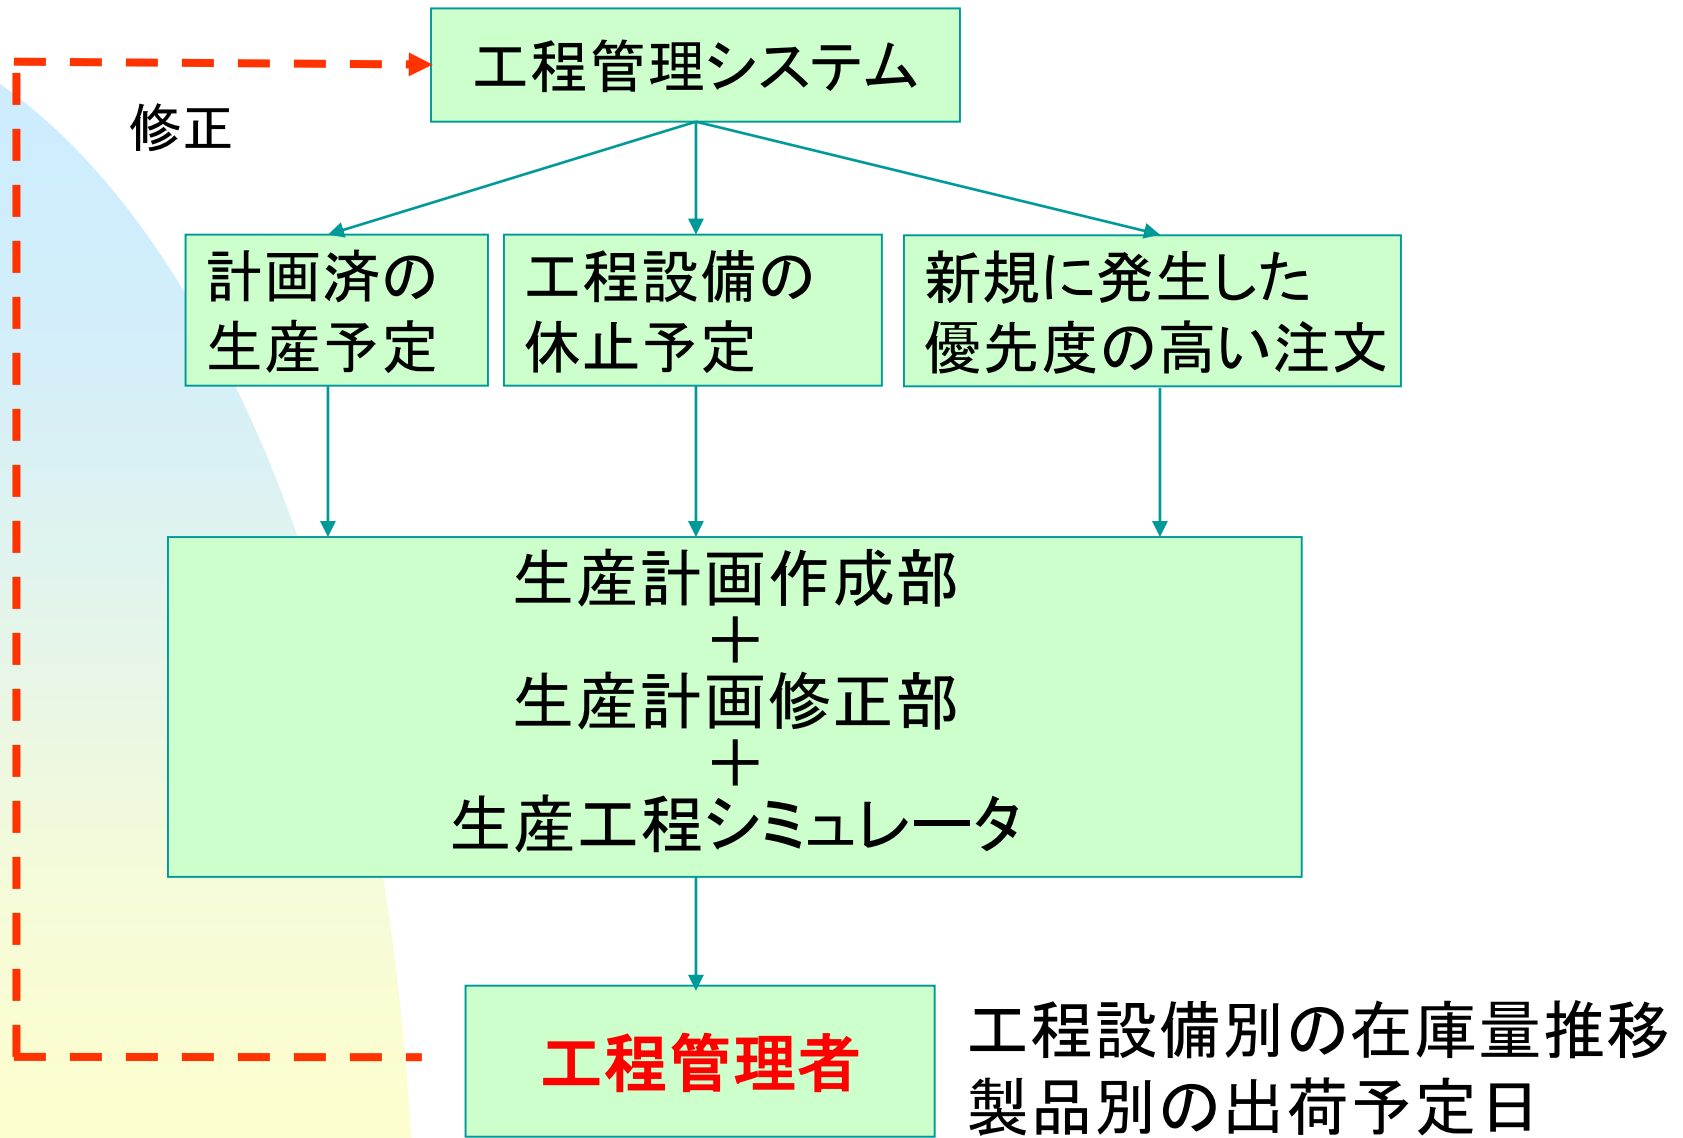 工程管理システム
修正
計画済の
生産予定
工程設備の
休止予定
新規に発生した
優先度の高い注文
生産計画作成部
＋
生産計画修正部
＋
生産工程シミュレータ
工程管理者
工程設備別の在庫量推移
製品別の出荷予定日